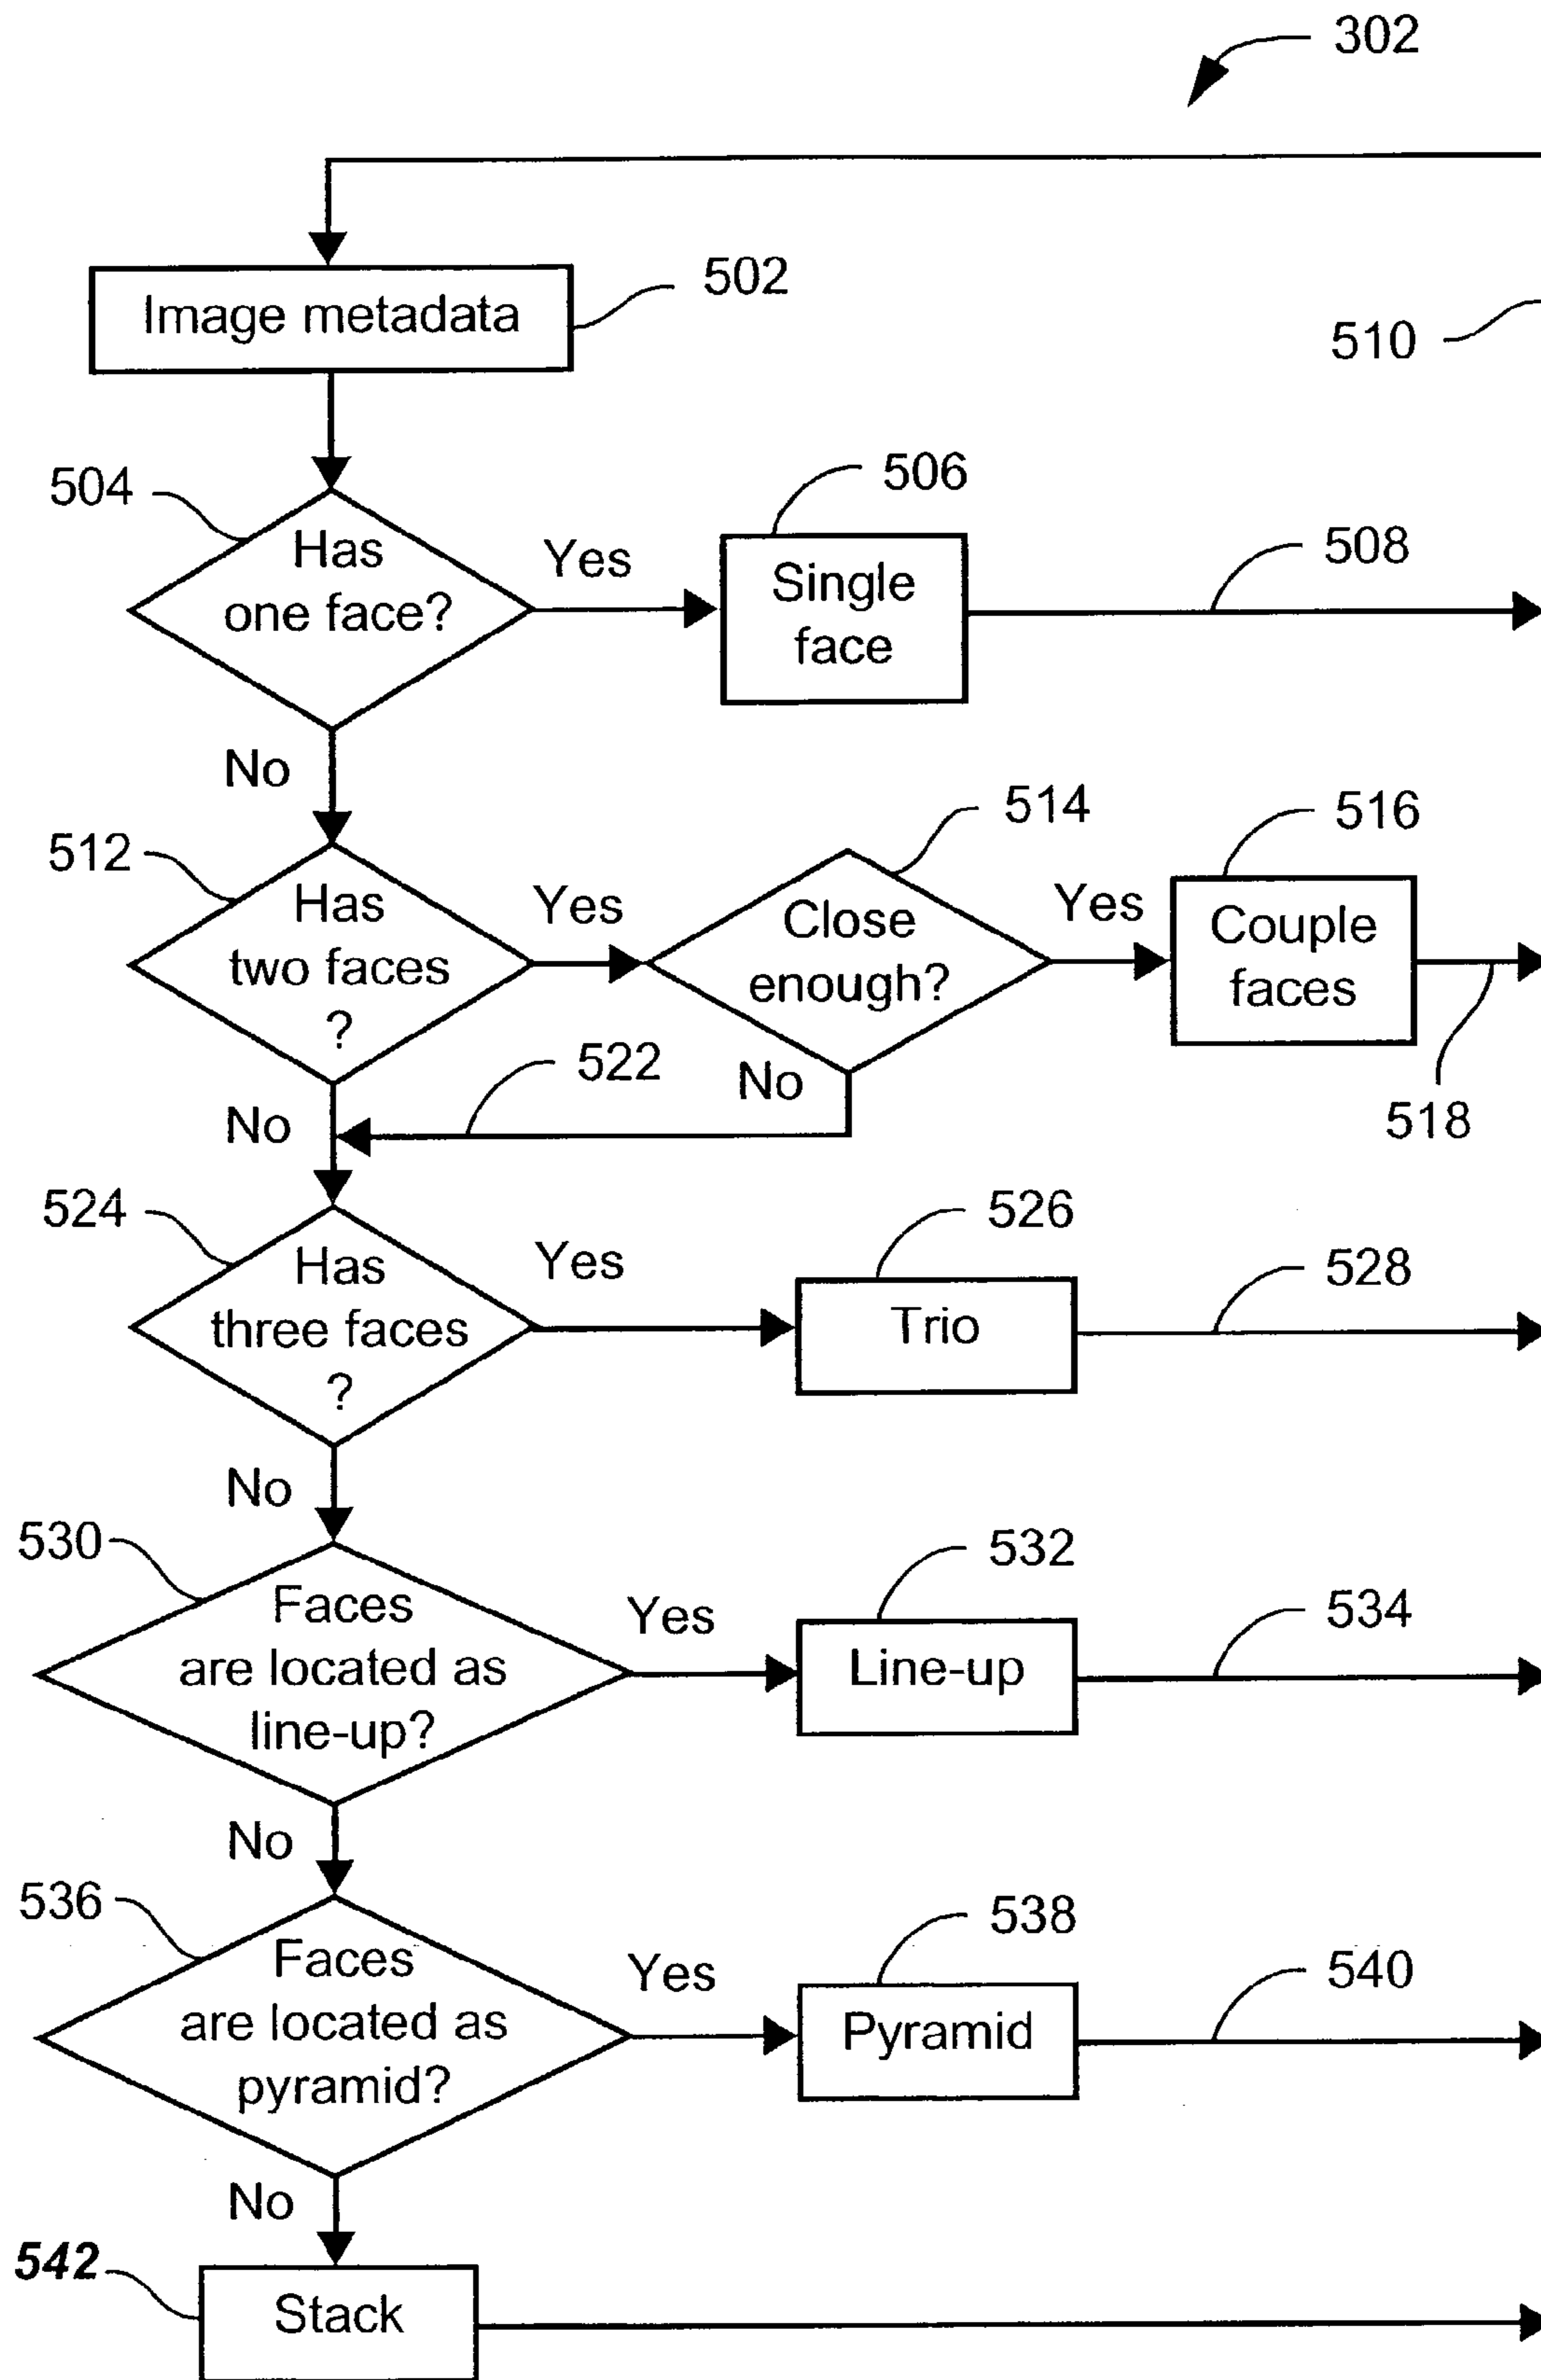 302
Image metadata
502
510
504
Has
one face?
Yes
506
Single
face
508
No
512
Has
two faces
?
Yes
514
Close
enough?
Yes
516
Couple
faces
518
No
522
No
524
Has
three faces
?
Yes
526
Trio
528
No
530
Faces
are located as
line-up?
Yes
532
Line-up
534
No
536
Faces
are located as
pyramid?
Yes
538
Pyramid
540
No
542
Stack